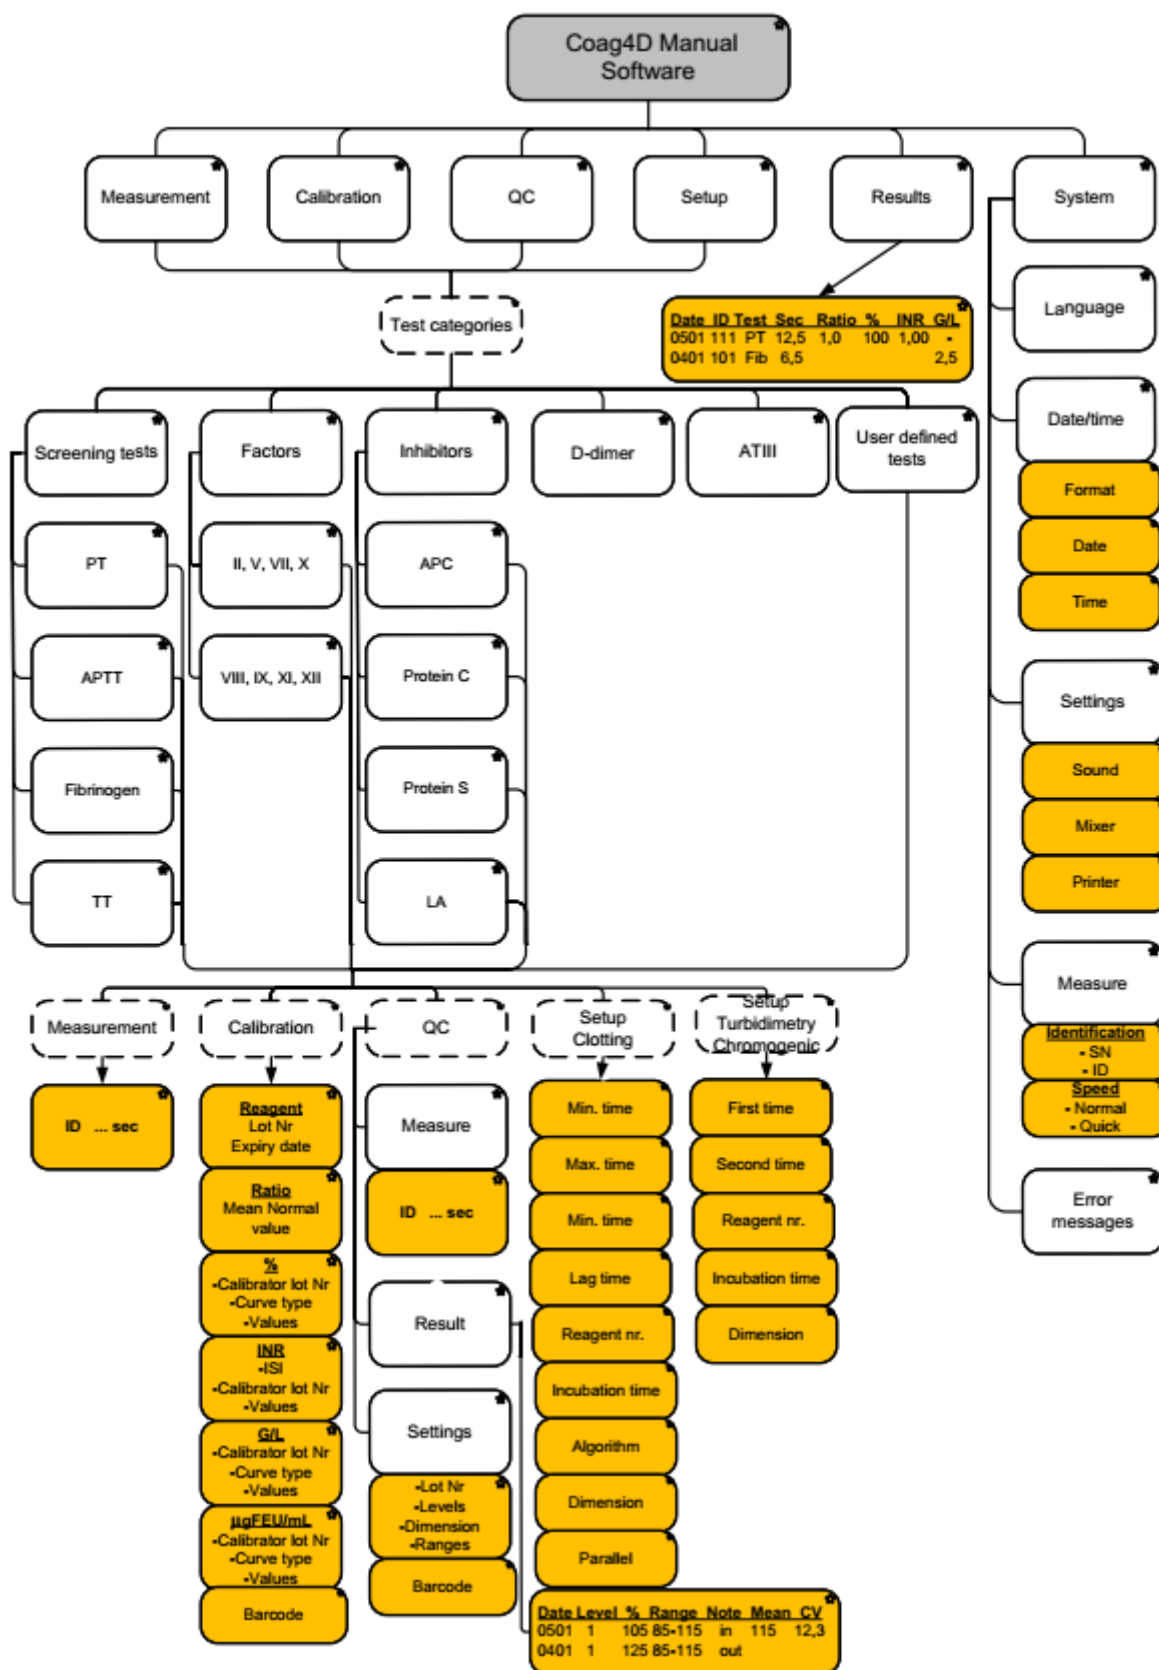 Coag4D Manual
Software
Measurement
Calibration
QC
Setup
Results
System
Test categories
Date ID Test Sec Ratio % INR G/L
0501 111 PT 12,5 1,0 100 1,00 -
0401 101 Fib 6,5 2,5
Language
Date/time
Format
Date
Time
Settings
Sound
Mixer
Printer
Measure
Identification
- SN
- ID
Speed
- Normal
- Quick
Error
messages
Screening tests
Factors
Inhibitors
D-dimer
ATIII
User defined
tests
PT
II, V, VII, X
APC
APTT
VIII, IX, XI, XII
Protein C
Fibrinogen
Protein S
TT
LA
Measurement
Calibration
QC
Setup
Clotting
Setup
Turbidimetry
Chromogenic
ID ... sec
Reagent
Lot Nr
Expiry date
Ratio
Mean Normal
value
%
-Calibrator lot Nr
-Curve type
-Values
INR
-ISI
-Calibrator lot Nr
-Values
G/L
-Calibrator lot Nr
-Curve type
-Values
µgFEU/mL
-Calibrator lot Nr
-Curve type
-Values
Barcode
Measure
ID ... sec
Result
Settings
-Lot Nr
-Levels
-Dimension
-Ranges
Barcode
Min. time
Max. time
Min. time
Lag time
Reagent nr.
Incubation time
Algorithm
Dimension
Parallel
First time
Second time
Reagent nr.
Incubation time
Dimension
Date Level % Range Note Mean CV
0501 1 105 85-115 in 115 12,3
0401 1 125 85-115 out